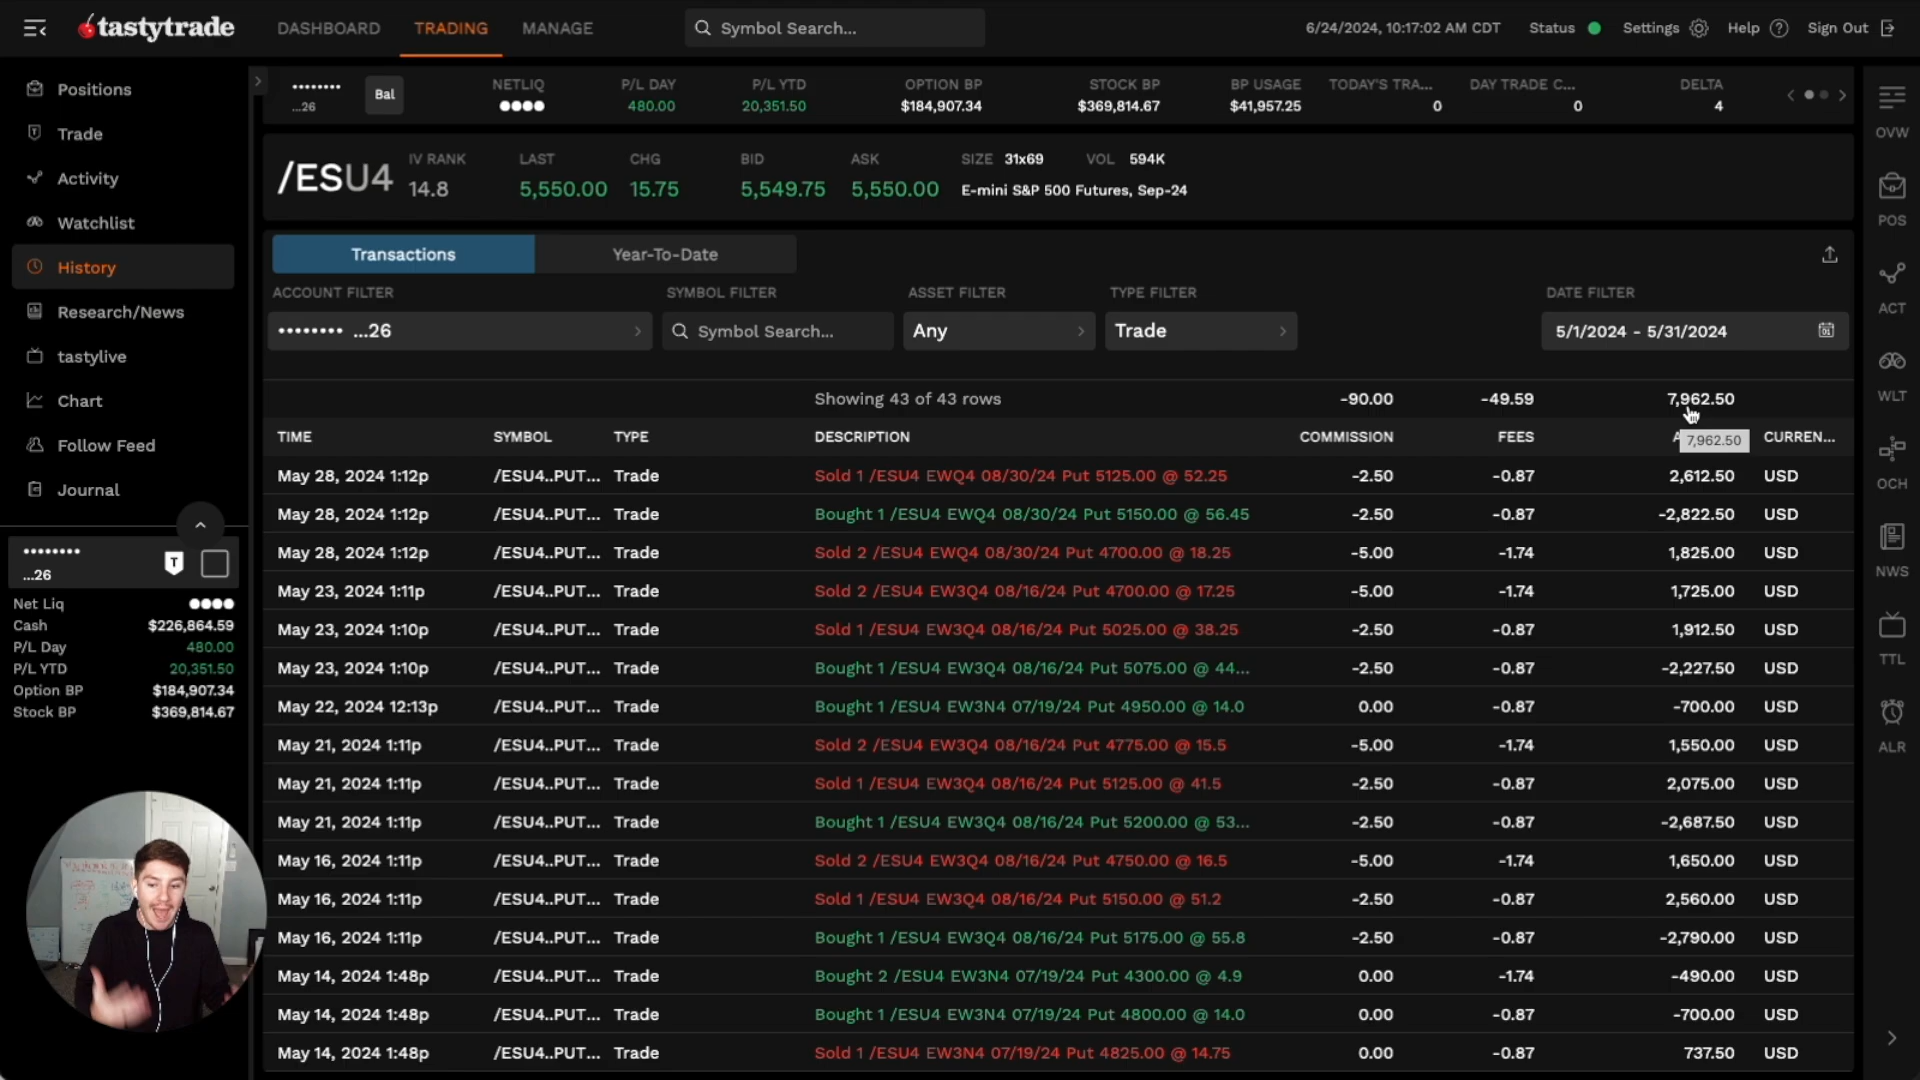 tastytrade DASHBOARD TRADING MANAGE Symbol Search... 6/24/2024, 10:17:02 AM CDT Status Settings Help ? Sign Out
Positions
Trade
Activity
Watchlist
History
Research/News
tastylive
Chart
Follow Feed
Journal
•••••••• T
...26
Net Liq ●●●●
Cash $226,864.59
P/L Day 480.00
P/L YTD 20,351.50
Option BP $184,907.34
Stock BP $369,814.67
•••••••• Bal NETLIQ P/L DAY P/L YTD OPTION BP STOCK BP BP USAGE TODAY'S TRA... DAY TRADE C... DELTA
...26 ●●●● 480.00 20,351.50 $184,907.34 $369,814.67 $41,957.25 0 0 4
/ESU4 IV RANK LAST CHG BID ASK SIZE 31x69 VOL 594K
14.8 5,550.00 15.75 5,549.75 5,550.00 E-mini S&P 500 Futures, Sep-24
Transactions Year-To-Date
ACCOUNT FILTER SYMBOL FILTER ASSET FILTER TYPE FILTER DATE FILTER
•••••••• ...26 Symbol Search... Any Trade 5/1/2024 - 5/31/2024
Showing 43 of 43 rows -90.00 -49.59 7,962.50
TIME SYMBOL TYPE DESCRIPTION COMMISSION FEES 7,962.50 CURREN...
May 28, 2024 1:12p /ESU4..PUT... Trade Sold 1 /ESU4 EWQ4 08/30/24 Put 5125.00 @ 52.25 -2.50 -0.87 2,612.50 USD
May 28, 2024 1:12p /ESU4..PUT... Trade Bought 1 /ESU4 EWQ4 08/30/24 Put 5150.00 @ 56.45 -2.50 -0.87 -2,822.50 USD
May 28, 2024 1:12p /ESU4..PUT... Trade Sold 2 /ESU4 EWQ4 08/30/24 Put 4700.00 @ 18.25 -5.00 -1.74 1,825.00 USD
May 23, 2024 1:11p /ESU4..PUT... Trade Sold 2 /ESU4 EW3Q4 08/16/24 Put 4700.00 @ 17.25 -5.00 -1.74 1,725.00 USD
May 23, 2024 1:10p /ESU4..PUT... Trade Sold 1 /ESU4 EW3Q4 08/16/24 Put 5025.00 @ 38.25 -2.50 -0.87 1,912.50 USD
May 23, 2024 1:10p /ESU4..PUT... Trade Bought 1 /ESU4 EW3Q4 08/16/24 Put 5075.00 @ 44... -2.50 -0.87 -2,227.50 USD
May 22, 2024 12:13p /ESU4..PUT... Trade Bought 1 /ESU4 EW3N4 07/19/24 Put 4950.00 @ 14.0 0.00 -0.87 -700.00 USD
May 21, 2024 1:11p /ESU4..PUT... Trade Sold 2 /ESU4 EW3Q4 08/16/24 Put 4775.00 @ 15.5 -5.00 -1.74 1,550.00 USD
May 21, 2024 1:11p /ESU4..PUT... Trade Sold 1 /ESU4 EW3Q4 08/16/24 Put 5125.00 @ 41.5 -2.50 -0.87 2,075.00 USD
May 21, 2024 1:11p /ESU4..PUT... Trade Bought 1 /ESU4 EW3Q4 08/16/24 Put 5200.00 @ 53... -2.50 -0.87 -2,687.50 USD
May 16, 2024 1:11p /ESU4..PUT... Trade Sold 2 /ESU4 EW3Q4 08/16/24 Put 4750.00 @ 16.5 -5.00 -1.74 1,650.00 USD
May 16, 2024 1:11p /ESU4..PUT... Trade Sold 1 /ESU4 EW3Q4 08/16/24 Put 5150.00 @ 51.2 -2.50 -0.87 2,560.00 USD
May 16, 2024 1:11p /ESU4..PUT... Trade Bought 1 /ESU4 EW3Q4 08/16/24 Put 5175.00 @ 55.8 -2.50 -0.87 -2,790.00 USD
May 14, 2024 1:48p /ESU4..PUT... Trade Bought 2 /ESU4 EW3N4 07/19/24 Put 4300.00 @ 4.9 0.00 -1.74 -490.00 USD
May 14, 2024 1:48p /ESU4..PUT... Trade Bought 1 /ESU4 EW3N4 07/19/24 Put 4800.00 @ 14.0 0.00 -0.87 -700.00 USD
May 14, 2024 1:48p /ESU4..PUT... Trade Sold 1 /ESU4 EW3N4 07/19/24 Put 4825.00 @ 14.75 0.00 -0.87 737.50 USD
OVW
POS
ACT
WLT
OCH
NWS
TTL
ALR